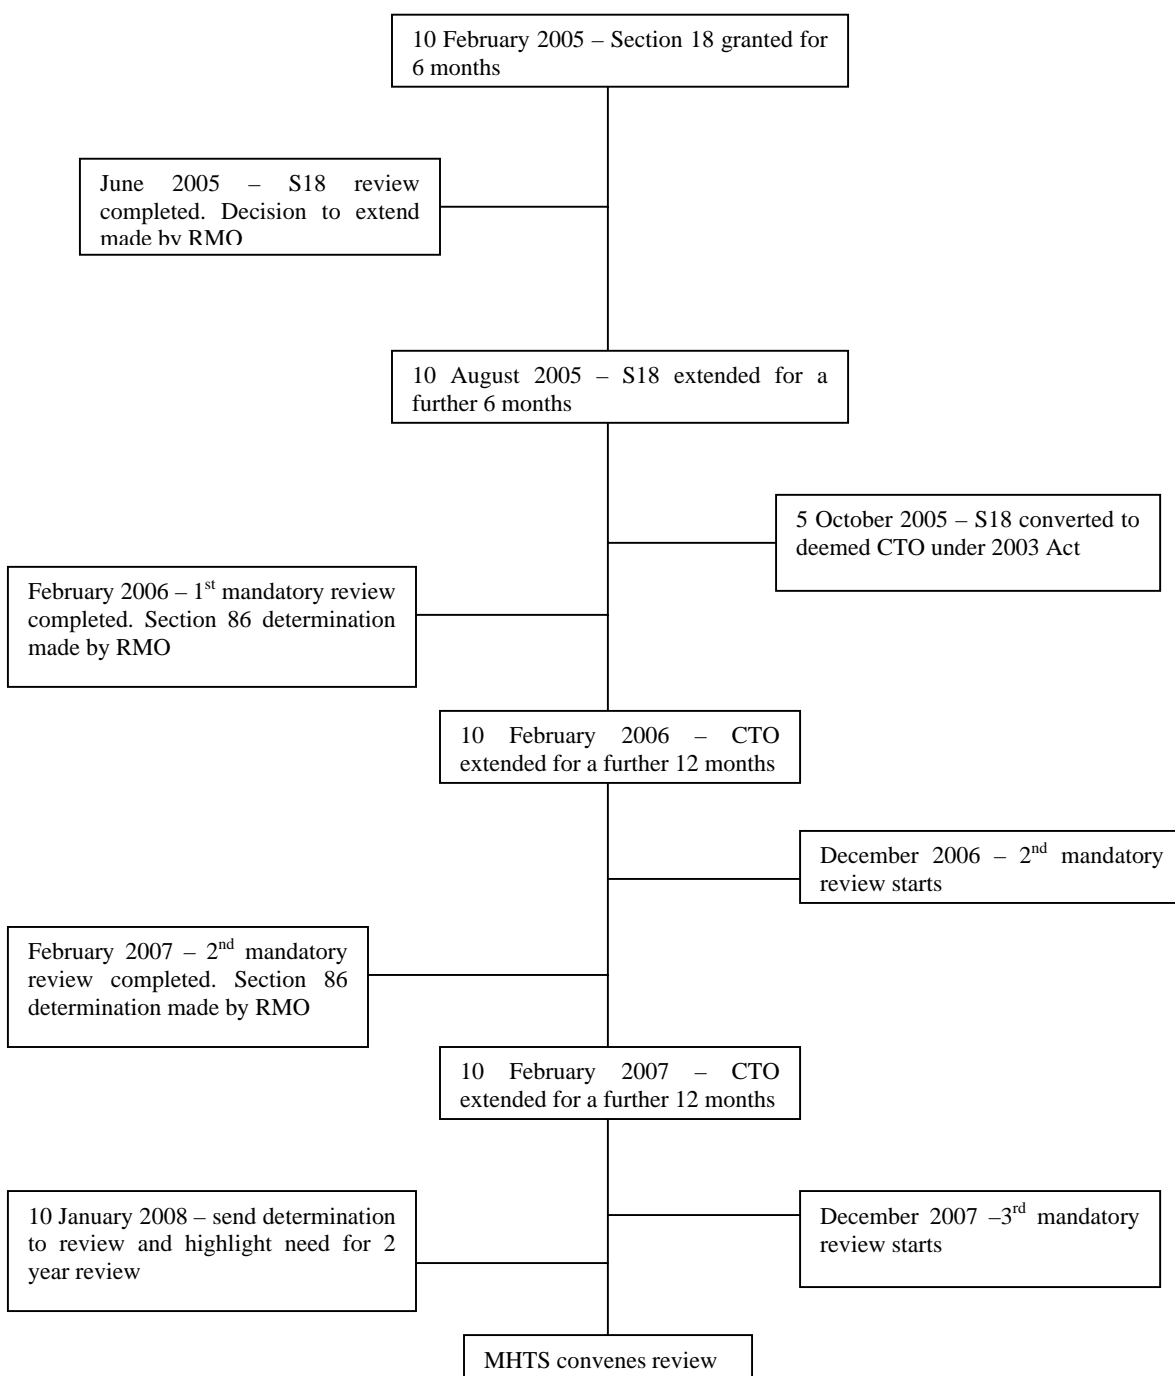 10 February 2005 – Section 18 granted for
6 months
June 2005 – S18 review
completed. Decision to extend
made by RMO
10 August 2005 – S18 extended for a
further 6 months
5 October 2005 – S18 converted to
deemed CTO under 2003 Act
February 2006 – 1st mandatory review
completed. Section 86 determination
made by RMO
10 February 2006 – CTO
extended for a further 12 months
December 2006 – 2nd mandatory
review starts
February 2007 – 2nd mandatory
review completed. Section 86
determination made by RMO
10 February 2007 – CTO
extended for a further 12 months
10 January 2008 – send determination
to review and highlight need for 2
year review
December 2007 –3rd mandatory
review starts
MHTS convenes review